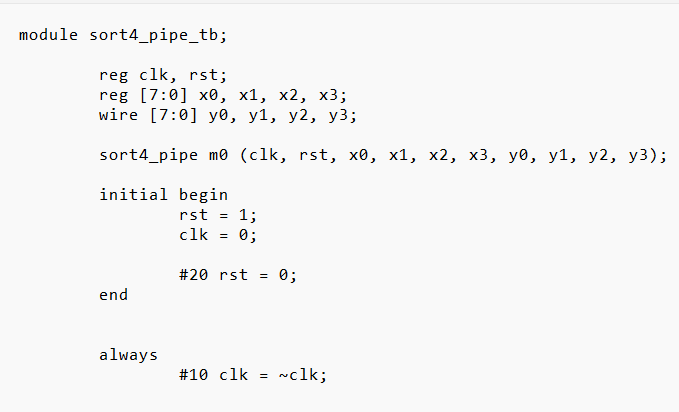 module sort4_pipe_tb;
reg clk, rst;
reg [7:0] x0, x1, x2, x3;
wire [7:0] y0, y1, y2, y3;
sort4_pipe m0 (clk, rst, x0, x1, x2, x3, y0, y1, y2, y3);
initial begin
rst = 1;
clk = 0;
#20 rst = 0;
end
always
#10 clk = ~clk;